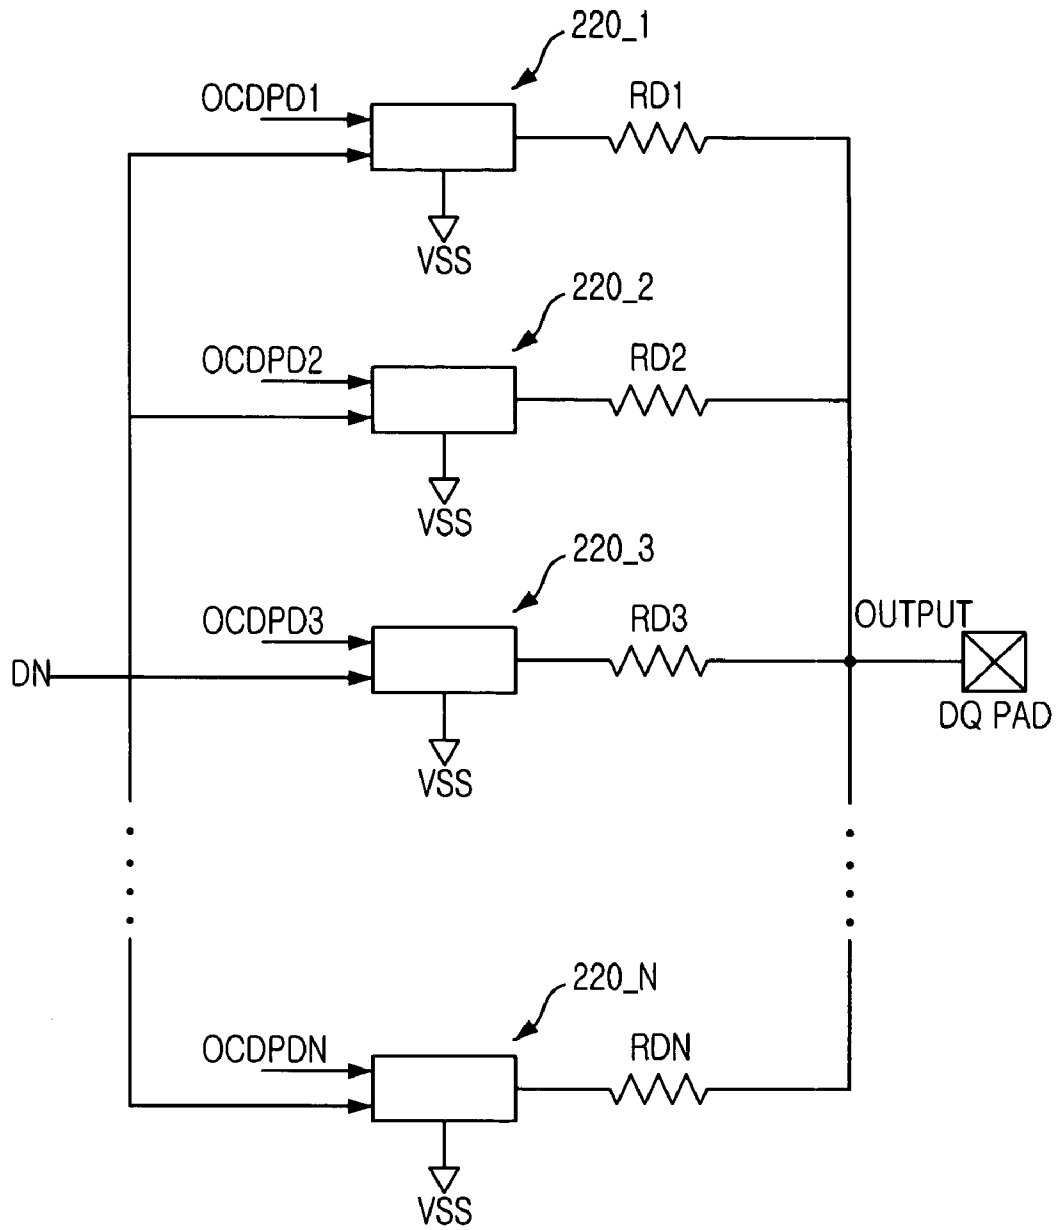 220_1
OCDPD1
RD1
VSS
220_2
OCDPD2
RD2
VSS
220_3
OCDPD3
RD3
OUTPUT
DN
DQ PAD
VSS
220_N
OCDPDN
RDN
VSS